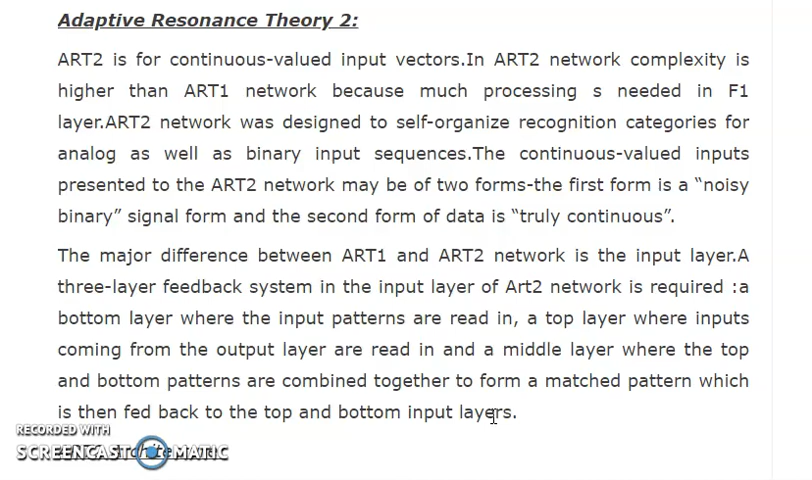 Adaptive Resonance Theory 2:
ART2 is for continuous-valued input vectors.In ART2 network complexity is
higher than ART1 network because much processing s needed in F1
layer.ART2 network was designed to self-organize recognition categories for
analog as well as binary input sequences.The continuous-valued inputs
presented to the ART2 network may be of two forms-the first form is a “noisy
binary” signal form and the second form of data is “truly continuous”.
The major difference between ART1 and ART2 network is the input layer.A
three-layer feedback system in the input layer of Art2 network is required :a
bottom layer where the input patterns are read in, a top layer where inputs
coming from the output layer are read in and a middle layer where the top
and bottom patterns are combined together to form a matched pattern which
is then fed back to the top and bottom input layers.
RECORDED WITH
SCREENCAST MATIC